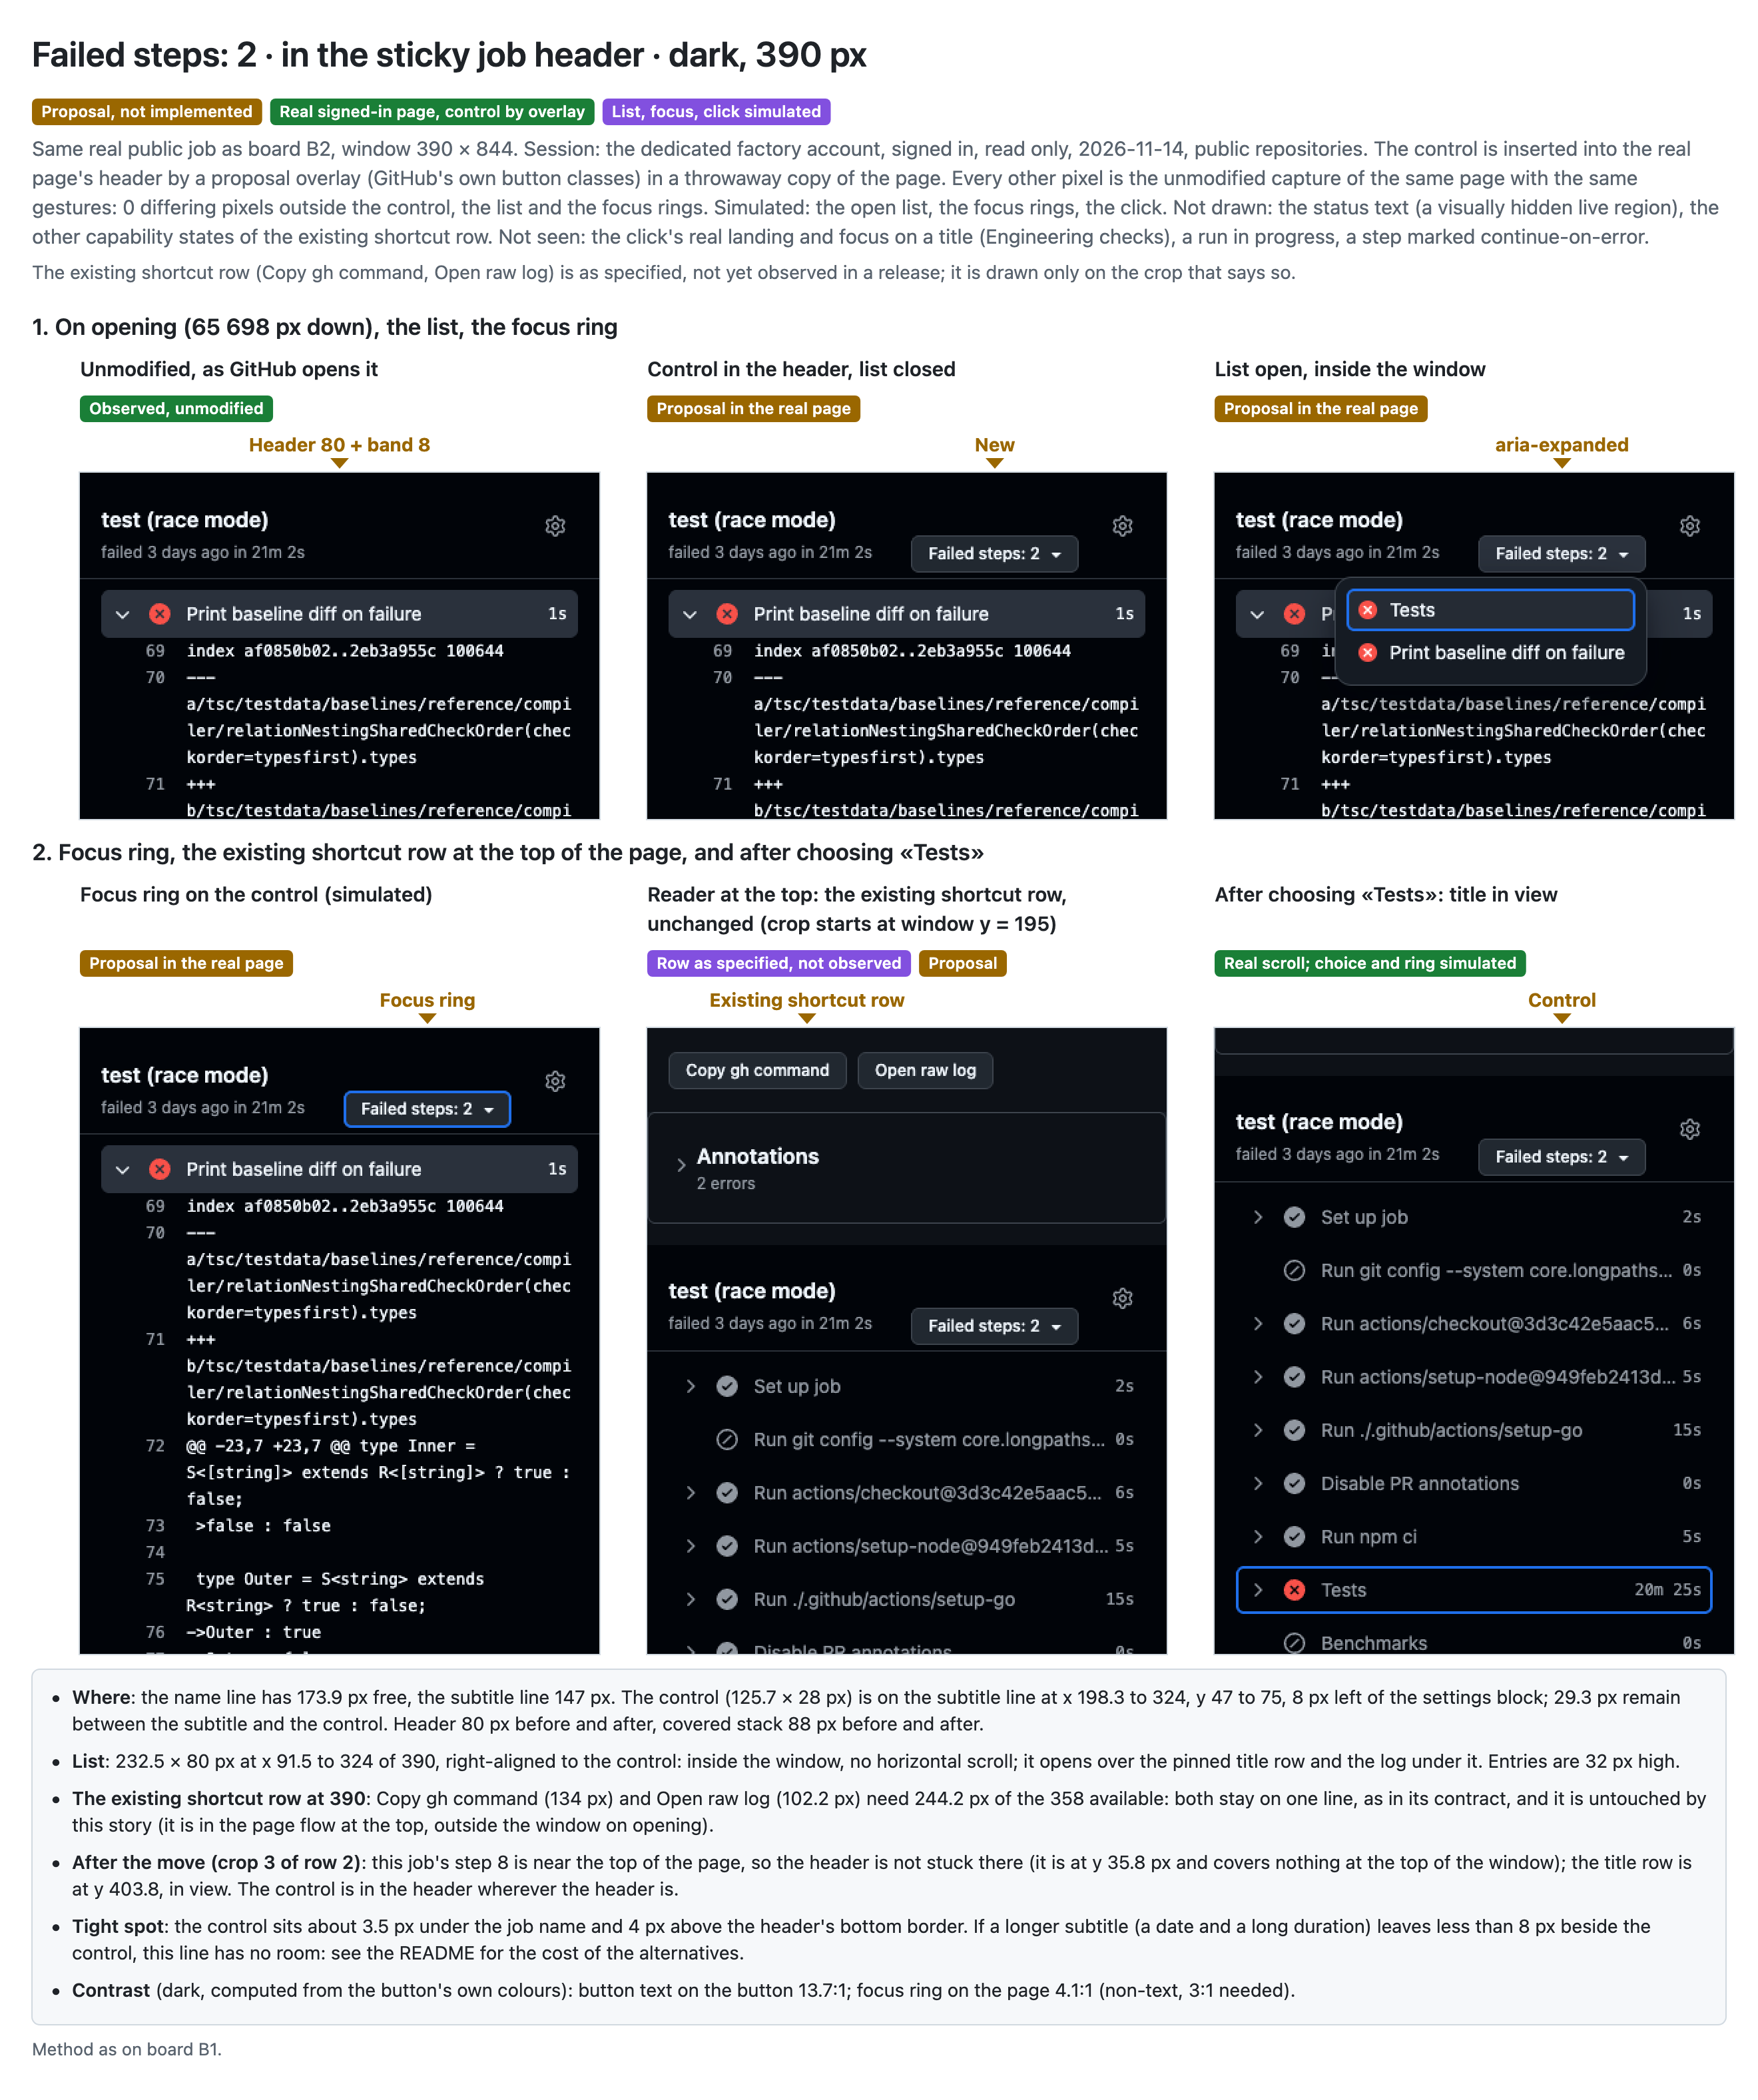 Failed steps: 2 · in the sticky job header · dark, 390 px
Proposal, not implemented
Real signed-in page, control by overlay
List, focus, click simulated
Same real public job as board B2, window 390 × 844. Session: the dedicated factory account, signed in, read only, 2026-11-14, public repositories. The control is inserted into the real
page's header by a proposal overlay (GitHub's own button classes) in a throwaway copy of the page. Every other pixel is the unmodified capture of the same page with the same
gestures: 0 differing pixels outside the control, the list and the focus rings. Simulated: the open list, the focus rings, the click. Not drawn: the status text (a visually hidden live region), the
other capability states of the existing shortcut row. Not seen: the click's real landing and focus on a title (Engineering checks), a run in progress, a step marked continue-on-error.
The existing shortcut row (Copy gh command, Open raw log) is as specified, not yet observed in a release; it is drawn only on the crop that says so.
1. On opening (65 698 px down), the list, the focus ring
Unmodified, as GitHub opens it
Observed, unmodified
Header 80 + band 8
test (race mode)
failed 3 days ago in 21m 2s
Print baseline diff on failure 1s
69 index af0850b02..2eb3a955c 100644
70 ---
a/tsc/testdata/baselines/reference/compi
ler/relationNestingSharedCheckOrder(chec
korder=typesfirst).types
71 +++
b/tsc/testdata/baselines/reference/compi
Control in the header, list closed
Proposal in the real page
New
test (race mode)
failed 3 days ago in 21m 2s
Failed steps: 2
Print baseline diff on failure 1s
69 index af0850b02..2eb3a955c 100644
70 ---
a/tsc/testdata/baselines/reference/compi
ler/relationNestingSharedCheckOrder(chec
korder=typesfirst).types
71 +++
b/tsc/testdata/baselines/reference/compi
List open, inside the window
Proposal in the real page
aria-expanded
test (race mode)
failed 3 days ago in 21m 2s
Failed steps: 2
1s
Tests
Print baseline diff on failure
69
70
a/tsc/testdata/baselines/reference/compi
ler/relationNestingSharedCheckOrder(chec
korder=typesfirst).types
71 +++
b/tsc/testdata/baselines/reference/compi
2. Focus ring, the existing shortcut row at the top of the page, and after choosing «Tests»
Focus ring on the control (simulated)
Proposal in the real page
Focus ring
test (race mode)
failed 3 days ago in 21m 2s
Failed steps: 2
Print baseline diff on failure 1s
69 index af0850b02..2eb3a955c 100644
70 ---
a/tsc/testdata/baselines/reference/compi
ler/relationNestingSharedCheckOrder(chec
korder=typesfirst).types
71 +++
b/tsc/testdata/baselines/reference/compi
ler/relationNestingSharedCheckOrder(chec
korder=typesfirst).types
72 @@ -23,7 +23,7 @@ type Inner =
S<[string]> extends R<[string]> ? true :
false;
73 >false : false
74
75 type Outer = S<string> extends
R<string> ? true : false;
76 ->Outer : true
Reader at the top: the existing shortcut row,
unchanged (crop starts at window y = 195)
Row as specified, not observed
Proposal
Existing shortcut row
Copy gh command
Open raw log
Annotations
2 errors
test (race mode)
failed 3 days ago in 21m 2s
Failed steps: 2
Set up job 2s
Run git config --system core.longpaths... 0s
Run actions/checkout@3d3c42e5aac5... 6s
Run actions/setup-node@949feb2413d... 5s
Run ./.github/actions/setup-go 15s
Disable PR annotations 0s
After choosing «Tests»: title in view
Real scroll; choice and ring simulated
Control
test (race mode)
failed 3 days ago in 21m 2s
Failed steps: 2
Set up job 2s
Run git config --system core.longpaths... 0s
Run actions/checkout@3d3c42e5aac5... 6s
Run actions/setup-node@949feb2413d... 5s
Run ./.github/actions/setup-go 15s
Disable PR annotations 0s
Run npm ci 5s
Tests 20m 25s
Benchmarks 0s
• Where: the name line has 173.9 px free, the subtitle line 147 px. The control (125.7 × 28 px) is on the subtitle line at x 198.3 to 324, y 47 to 75, 8 px left of the settings block; 29.3 px remain
between the subtitle and the control. Header 80 px before and after, covered stack 88 px before and after.
• List: 232.5 × 80 px at x 91.5 to 324 of 390, right-aligned to the control: inside the window, no horizontal scroll; it opens over the pinned title row and the log under it. Entries are 32 px high.
• The existing shortcut row at 390: Copy gh command (134 px) and Open raw log (102.2 px) need 244.2 px of the 358 available: both stay on one line, as in its contract, and it is untouched by
this story (it is in the page flow at the top, outside the window on opening).
• After the move (crop 3 of row 2): this job's step 8 is near the top of the page, so the header is not stuck there (it is at y 35.8 px and covers nothing at the top of the window); the title row is
at y 403.8, in view. The control is in the header wherever the header is.
• Tight spot: the control sits about 3.5 px under the job name and 4 px above the header's bottom border. If a longer subtitle (a date and a long duration) leaves less than 8 px beside the
control, this line has no room: see the README for the cost of the alternatives.
• Contrast (dark, computed from the button's own colours): button text on the button 13.7:1; focus ring on the page 4.1:1 (non-text, 3:1 needed).
Method as on board B1.